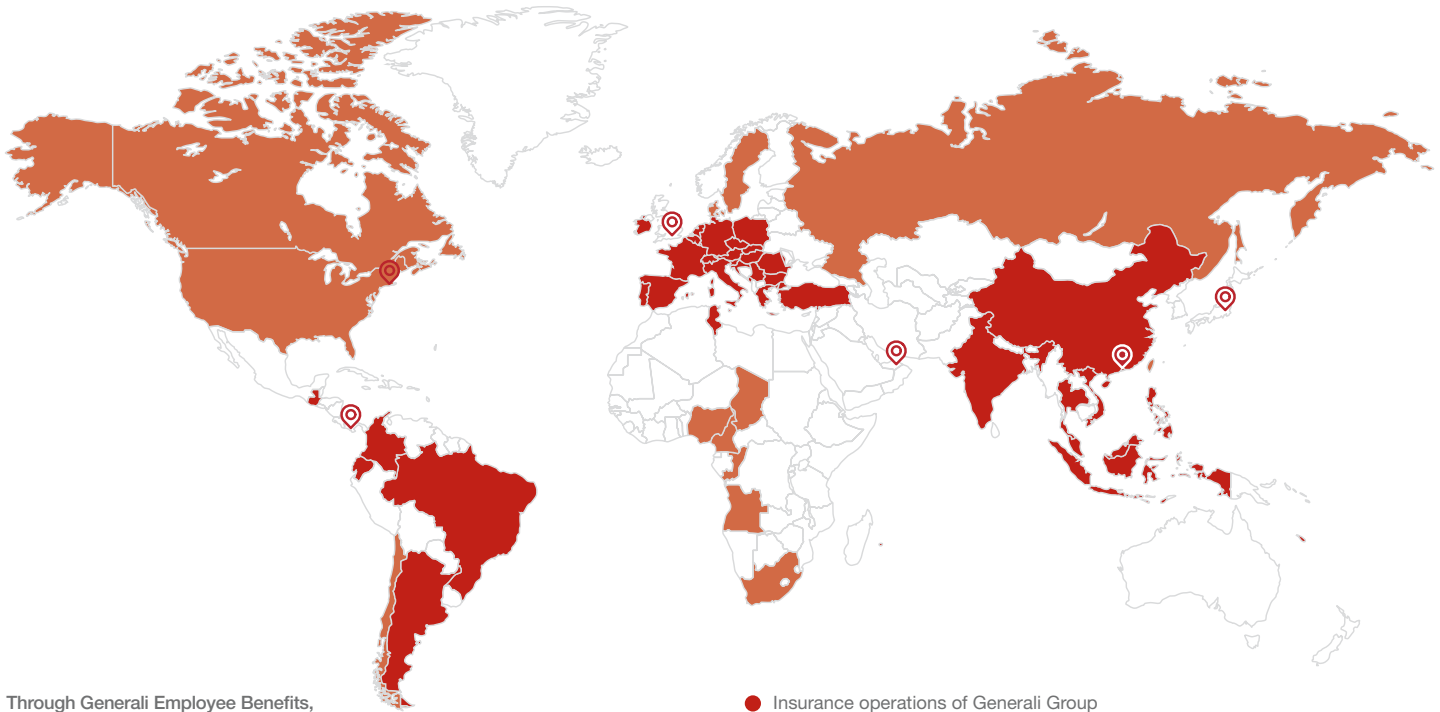 Through Generali Employee Benefits,
Insurance operations of Generali Group